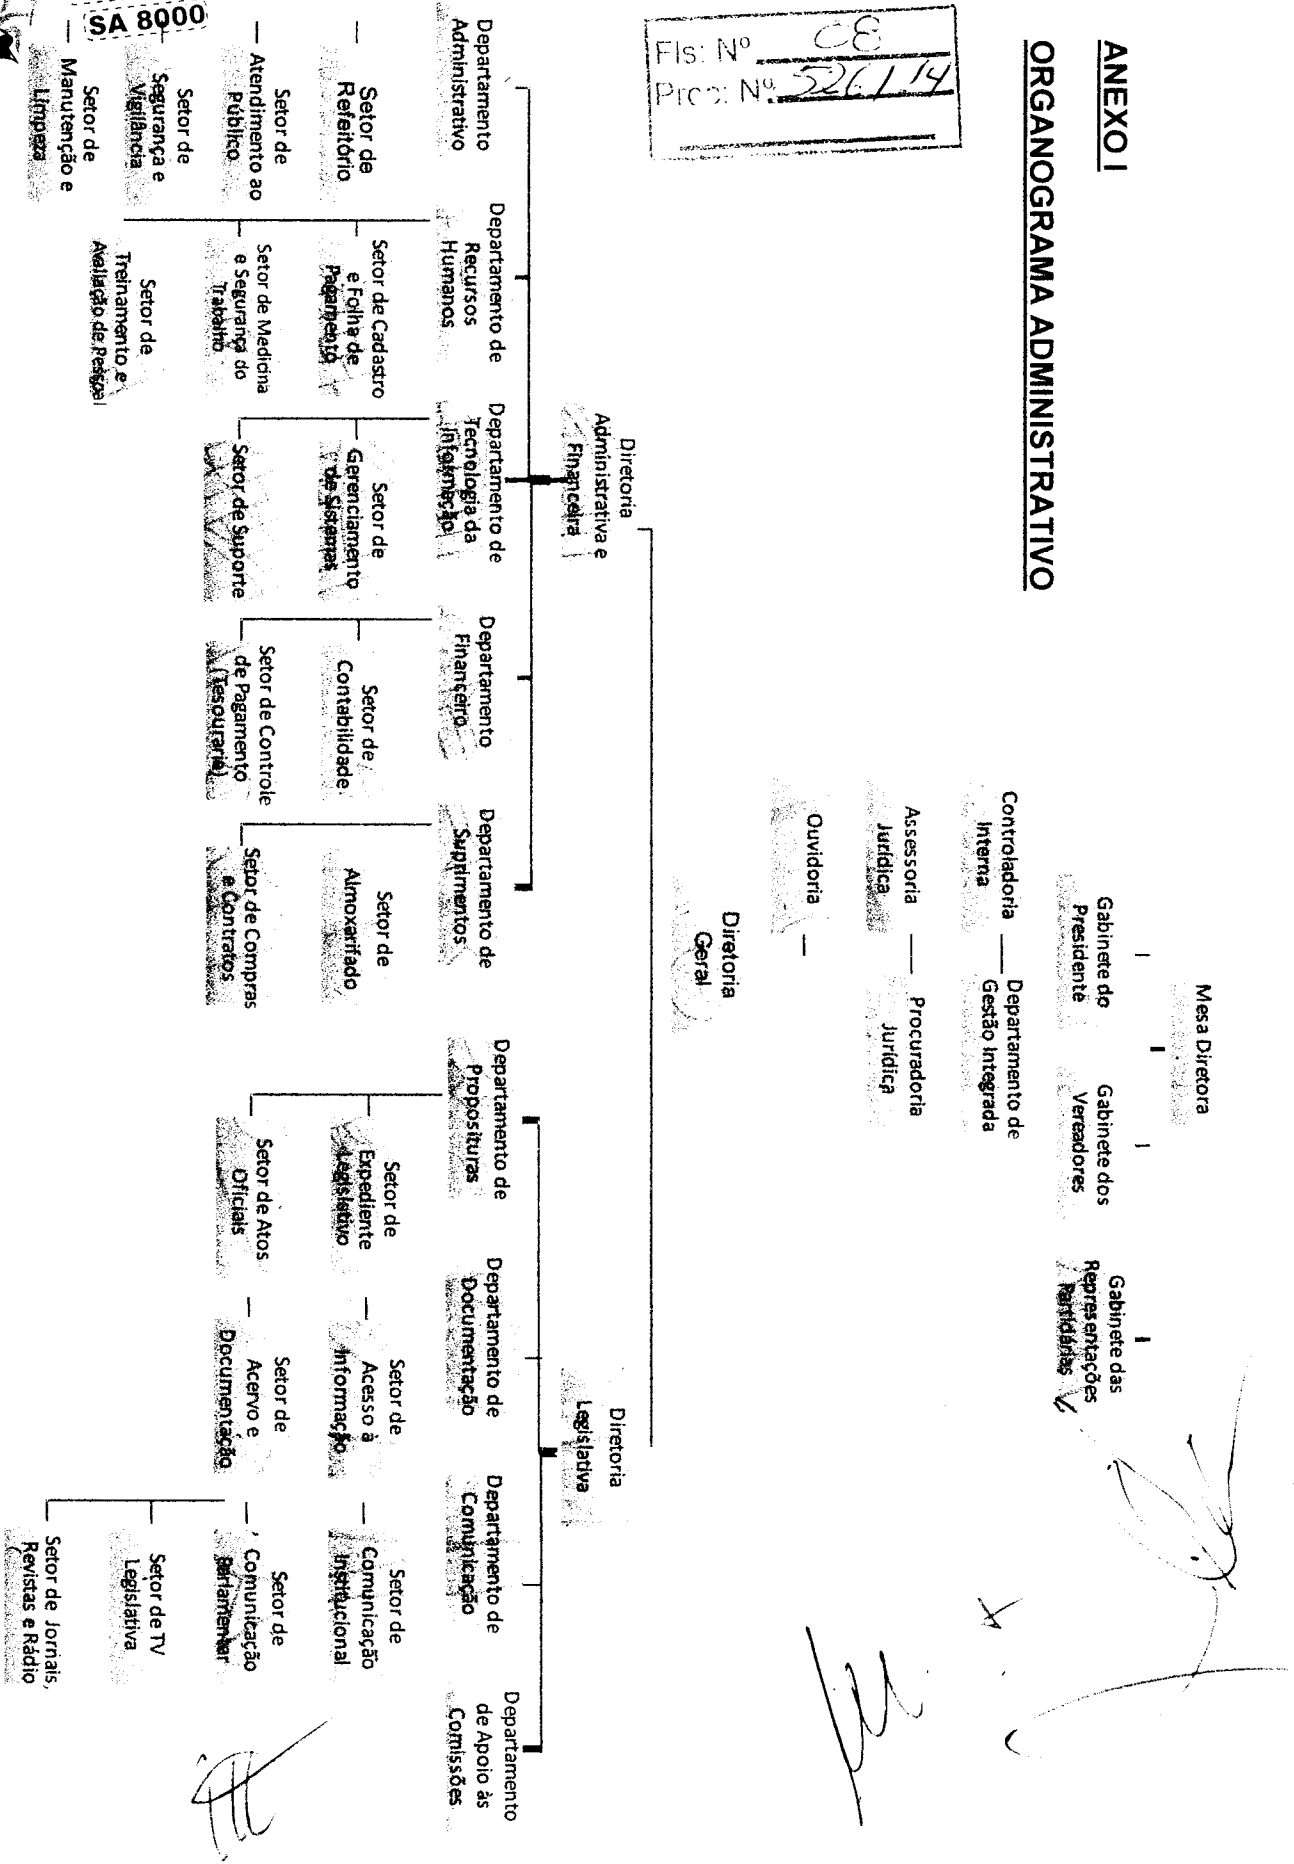 ANEXO I
ORGANOGRAMA ADMINISTRATIVO
Fls: Nº
Proc: Nº 526/14
SA 8000
Mesa Diretora
Gabinete do
Presidente
Gabinete dos
Vereadores
Gabinete das
Representações
Partidárias
Controladoria
Interna
Departamento de
Gestão Integrada
Assessoria
Jurídica
Procuradoria
Jurídica
Ouvidoria
Diretoria
Geral
Diretoria
Administrativa e
Financeira
Diretoria
Legislativa
Departamento
Administrativo
Setor de
Refeitório
Setor de
Atendimento ao
Público
Setor de
Segurança e
Vigilância
Setor de
Manutenção e
Limpeza
Departamento de
Recursos
Humanos
Setor de Cadastro
e Folha de
Pagamento
Setor de Medicina
e Segurança do
Trabalho
Setor de
Treinamento e
Avaliação de Pessoal
Departamento de
Tecnologia da
Informação
Setor de
Gerenciamento
de Sistemas
Setor de Suporte
Departamento
Financeiro
Setor de
Contabilidade
Setor de Controle
de Pagamento
(Tesouraria)
Departamento de
Suprimentos
Setor de
Almoxarifado
Setor de Compras
e Contratos
Departamento de
Proposituras
Setor de
Expediente
Legislativo
Setor de Atos
Oficiais
Departamento de
Documentação
Setor de
Acesso à
Informação
Setor de
Acervo e
Documentação
Departamento de
Comunicação
Setor de
Comunicação
Institucional
Setor de
Comunicação
Parlamentar
Setor de TV
Legislativa
Setor de Jornais,
Revistas e Rádio
Departamento
de Apoio às
Comissões